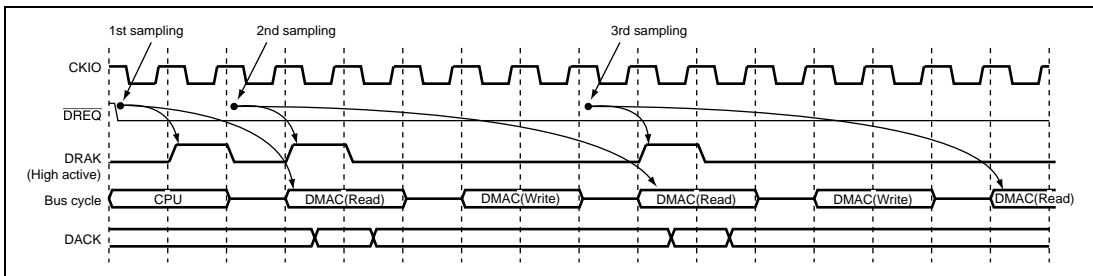 1st sampling 2nd sampling 3rd sampling
CKIO
DREQ
DRAK
(High active)
Bus cycle CPU DMAC(Read) DMAC(Write) DMAC(Read) DMAC(Write) DMAC(Read)
DACK